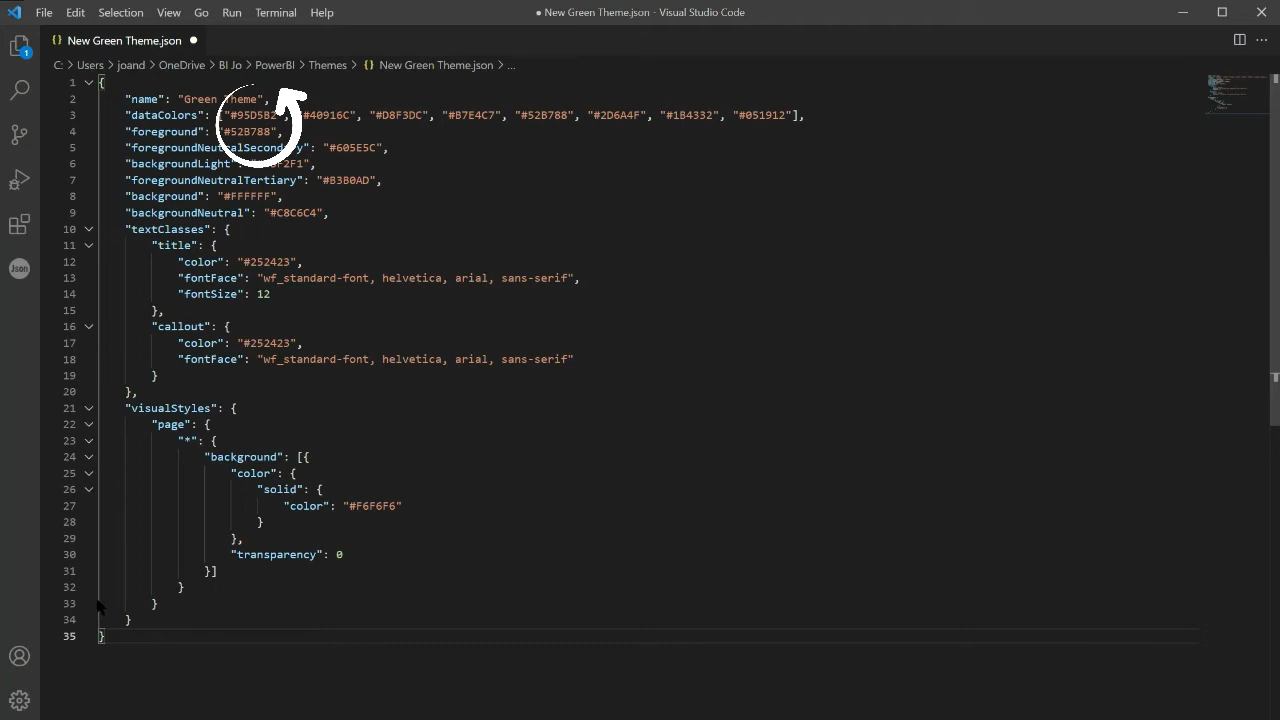 File Edit Selection View Go Run Terminal Help
● New Green Theme.json - Visual Studio Code
1
{} New Green Theme.json ●
C: > Users > joand > OneDrive > BI Jo > PowerBI > Themes > {} New Green Theme.json > ...
1 {
2 "name": "Green Theme",
3 "dataColors": "#95D5B2", "#40916C", "#D8F3DC", "#B7E4C7", "#52B788", "#2D6A4F", "#1B4332", "#051912"],
4 "foreground": "#52B788",
5 "foregroundNeutralSecondary": "#605E5C",
6 "backgroundLight": F2F1",
7 "foregroundNeutralTertiary": "#B3B0AD",
8 "background": "#FFFFFF",
9 "backgroundNeutral": "#C8C6C4",
10 "textClasses": {
11 "title": {
12 "color": "#252423",
13 "fontFace": "wf_standard-font, helvetica, arial, sans-serif",
14 "fontSize": 12
15 },
16 "callout": {
17 "color": "#252423",
18 "fontFace": "wf_standard-font, helvetica, arial, sans-serif"
19 }
20 },
21 "visualStyles": {
22 "page": {
23 "*": {
24 "background": [{
25 "color": {
26 "solid": {
27 "color": "#F6F6F6"
28 }
29 },
30 "transparency": 0
31 }]
32 }
33 }
34 }
35 }
Json